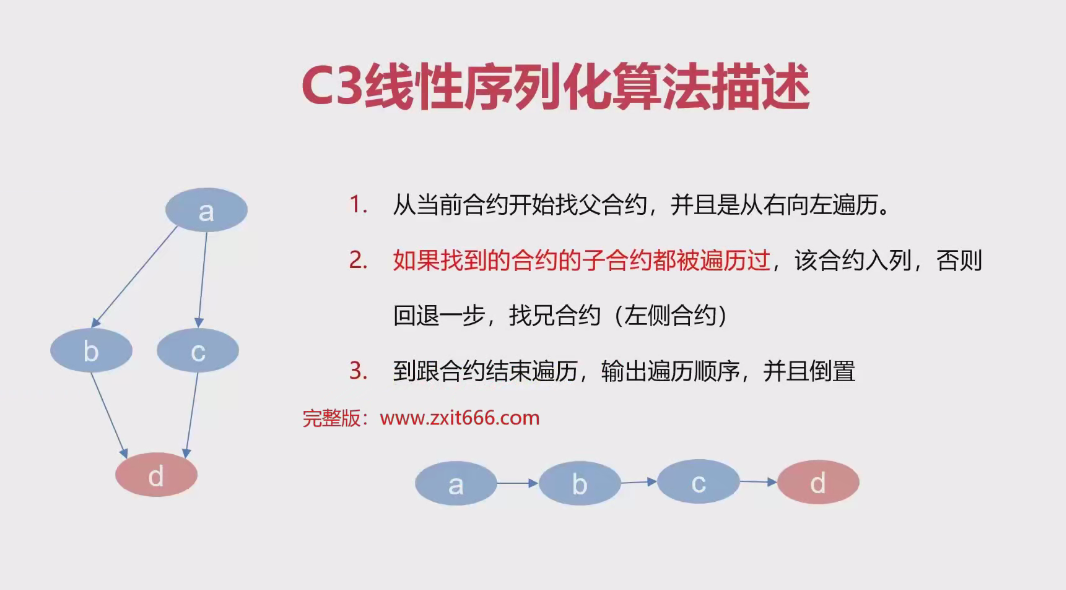 C3线性序列化算法描述
1. 从当前合约开始找父合约，并且是从右向左遍历。
2. 如果找到的合约的子合约都被遍历过，该合约入列，否则
回退一步，找兄合约（左侧合约）
3. 到跟合约结束遍历，输出遍历顺序，并且倒置
完整版：www.zxit666.com
a
b c
d
a b c d